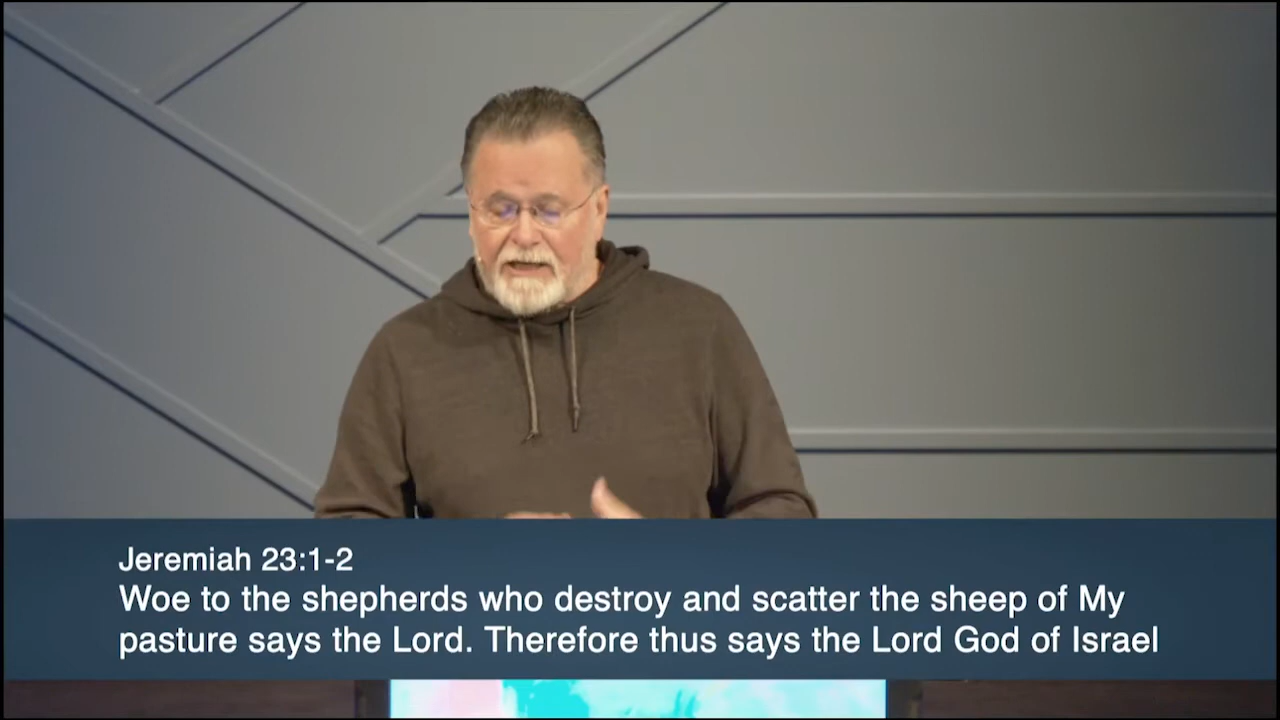 Jeremiah 23:1-2
Woe to the shepherds who destroy and scatter the sheep of My
pasture says the Lord. Therefore thus says the Lord God of Israel